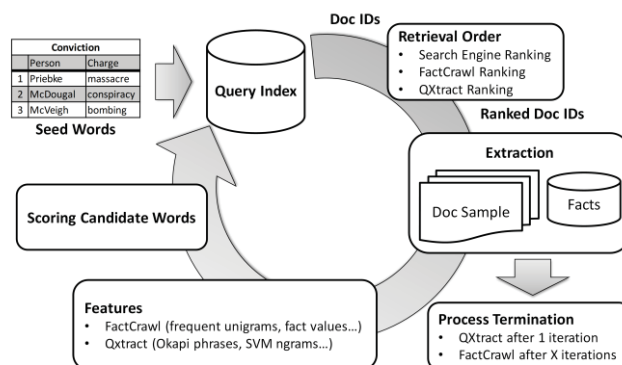 Doc IDs
Conviction
Person Charge
1 Priebke massacre
2 McDougal conspiracy
3 McVeigh bombing
Seed Words
Query Index
Retrieval Order
• Search Engine Ranking
• FactCrawl Ranking
• QXtract Ranking
Ranked Doc IDs
Extraction
Doc Sample
Facts
Scoring Candidate Words
Features
• FactCrawl (frequent unigrams, fact values…)
• Qxtract (Okapi phrases, SVM ngrams…)
Process Termination
• QXtract after 1 iteration
• FactCrawl after X iterations